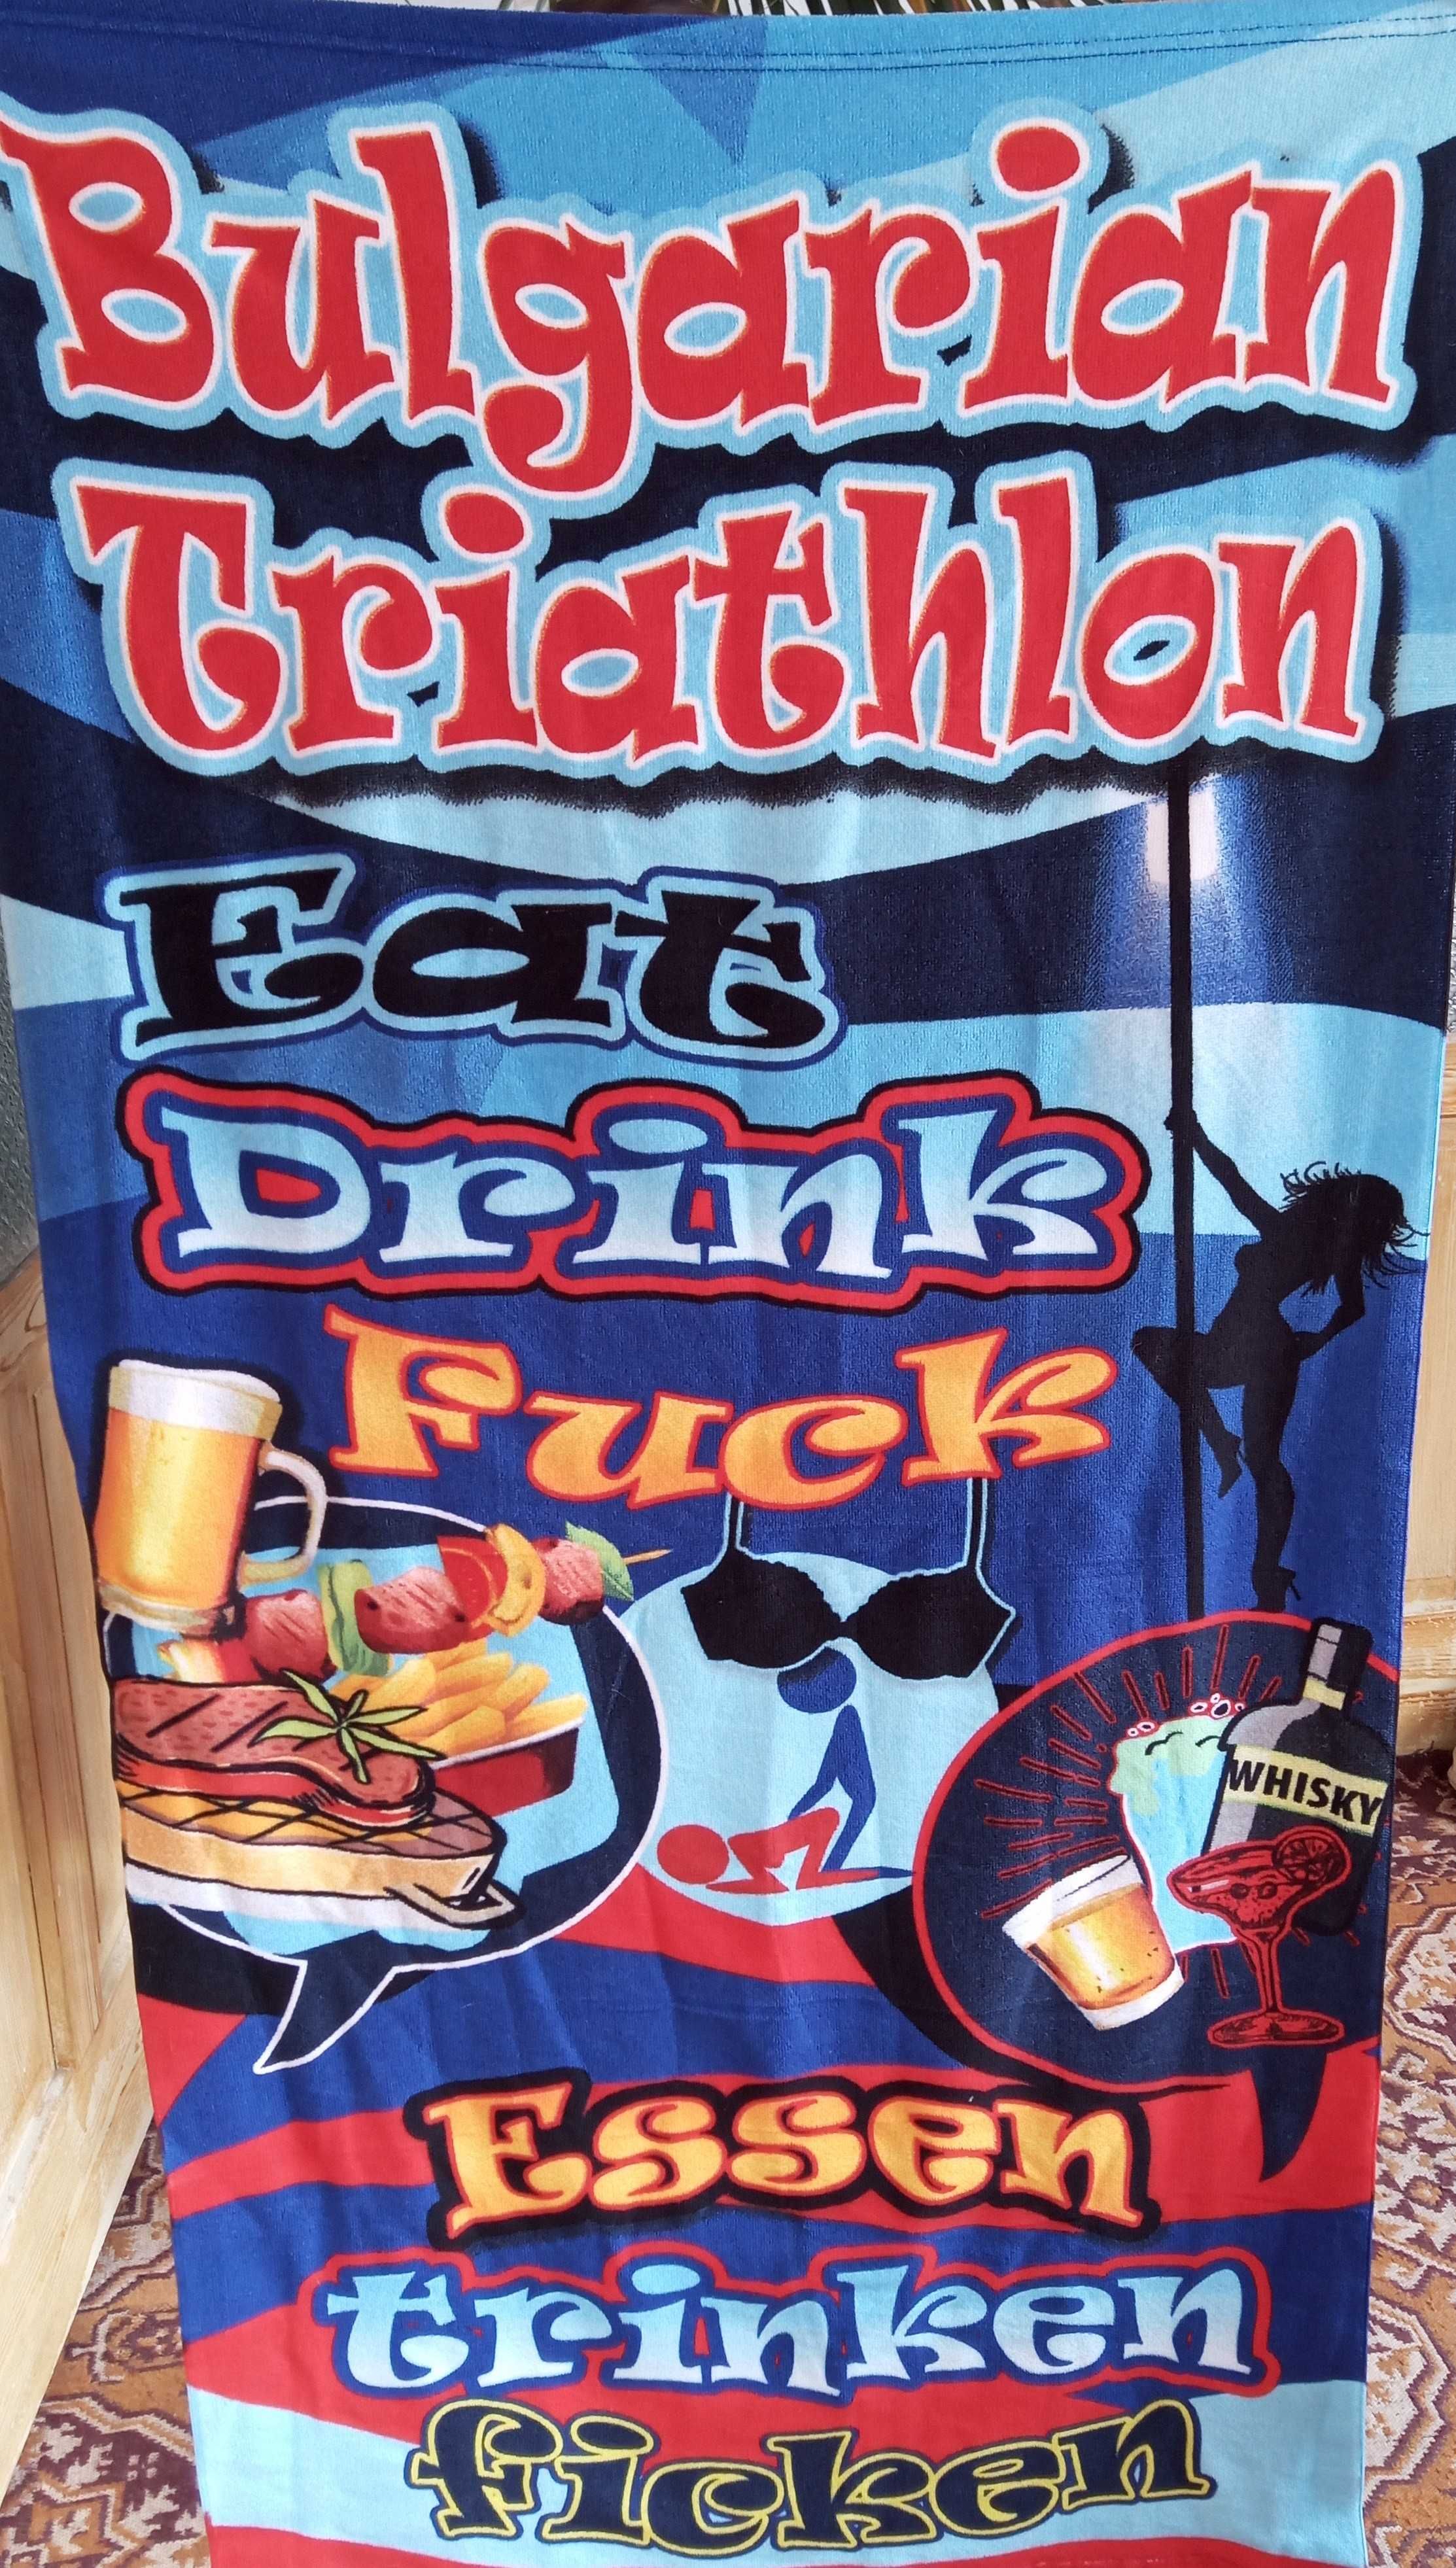 Bulgarian
Triathlon
Eat
Drink
Fuck
WHISKY
Essen
trinken
ficken